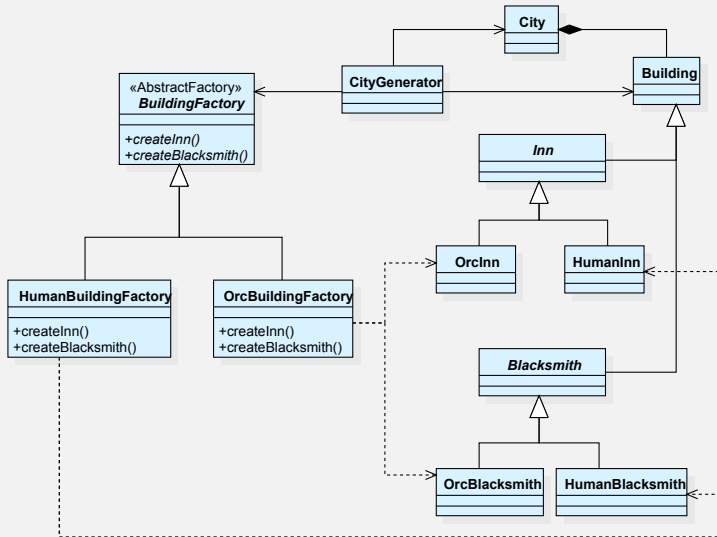 City
Building
CityGenerator
«AbstractFactory»
BuildingFactory
+createInn()
+createBlacksmith()
Inn
OrcInn
HumanInn
HumanBuildingFactory
+createInn()
+createBlacksmith()
OrcBuildingFactory
+createInn()
+createBlacksmith()
Blacksmith
OrcBlacksmith
HumanBlacksmith